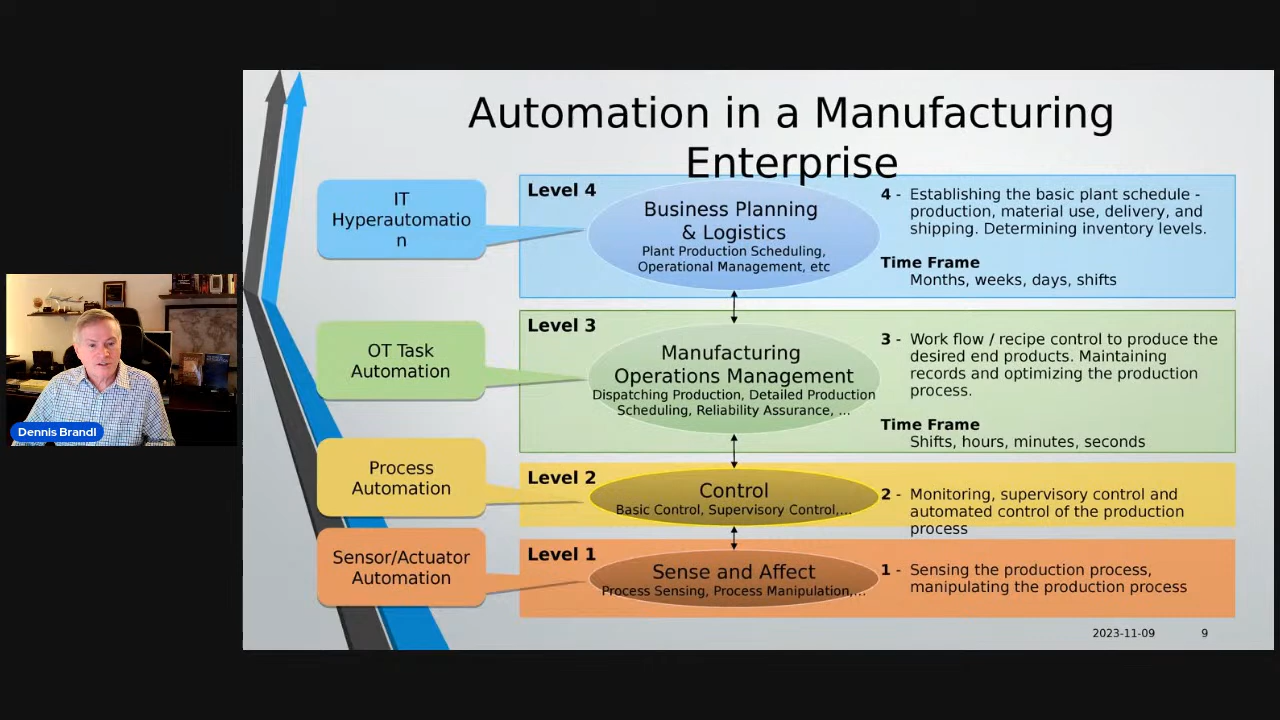 Automation in a Manufacturing
Enterprise
IT
Hyperautomatio
n
Level 4
Business Planning
& Logistics
Plant Production Scheduling,
Operational Management, etc
4 - Establishing the basic plant schedule -
production, material use, delivery, and
shipping. Determining inventory levels.
Time Frame
Months, weeks, days, shifts
OT Task
Automation
Level 3
Manufacturing
Operations Management
Dispatching Production, Detailed Production
Scheduling, Reliability Assurance, ...
3 - Work flow / recipe control to produce the
desired end products. Maintaining
records and optimizing the production
process.
Time Frame
Shifts, hours, minutes, seconds
Process
Automation
Level 2
Control
Basic Control, Supervisory Control,...
2 - Monitoring, supervisory control and
automated control of the production
process
Sensor/Actuator
Automation
Level 1
Sense and Affect
Process Sensing, Process Manipulation,...
1 - Sensing the production process,
manipulating the production process
2023-11-09 9
Dennis Brandl